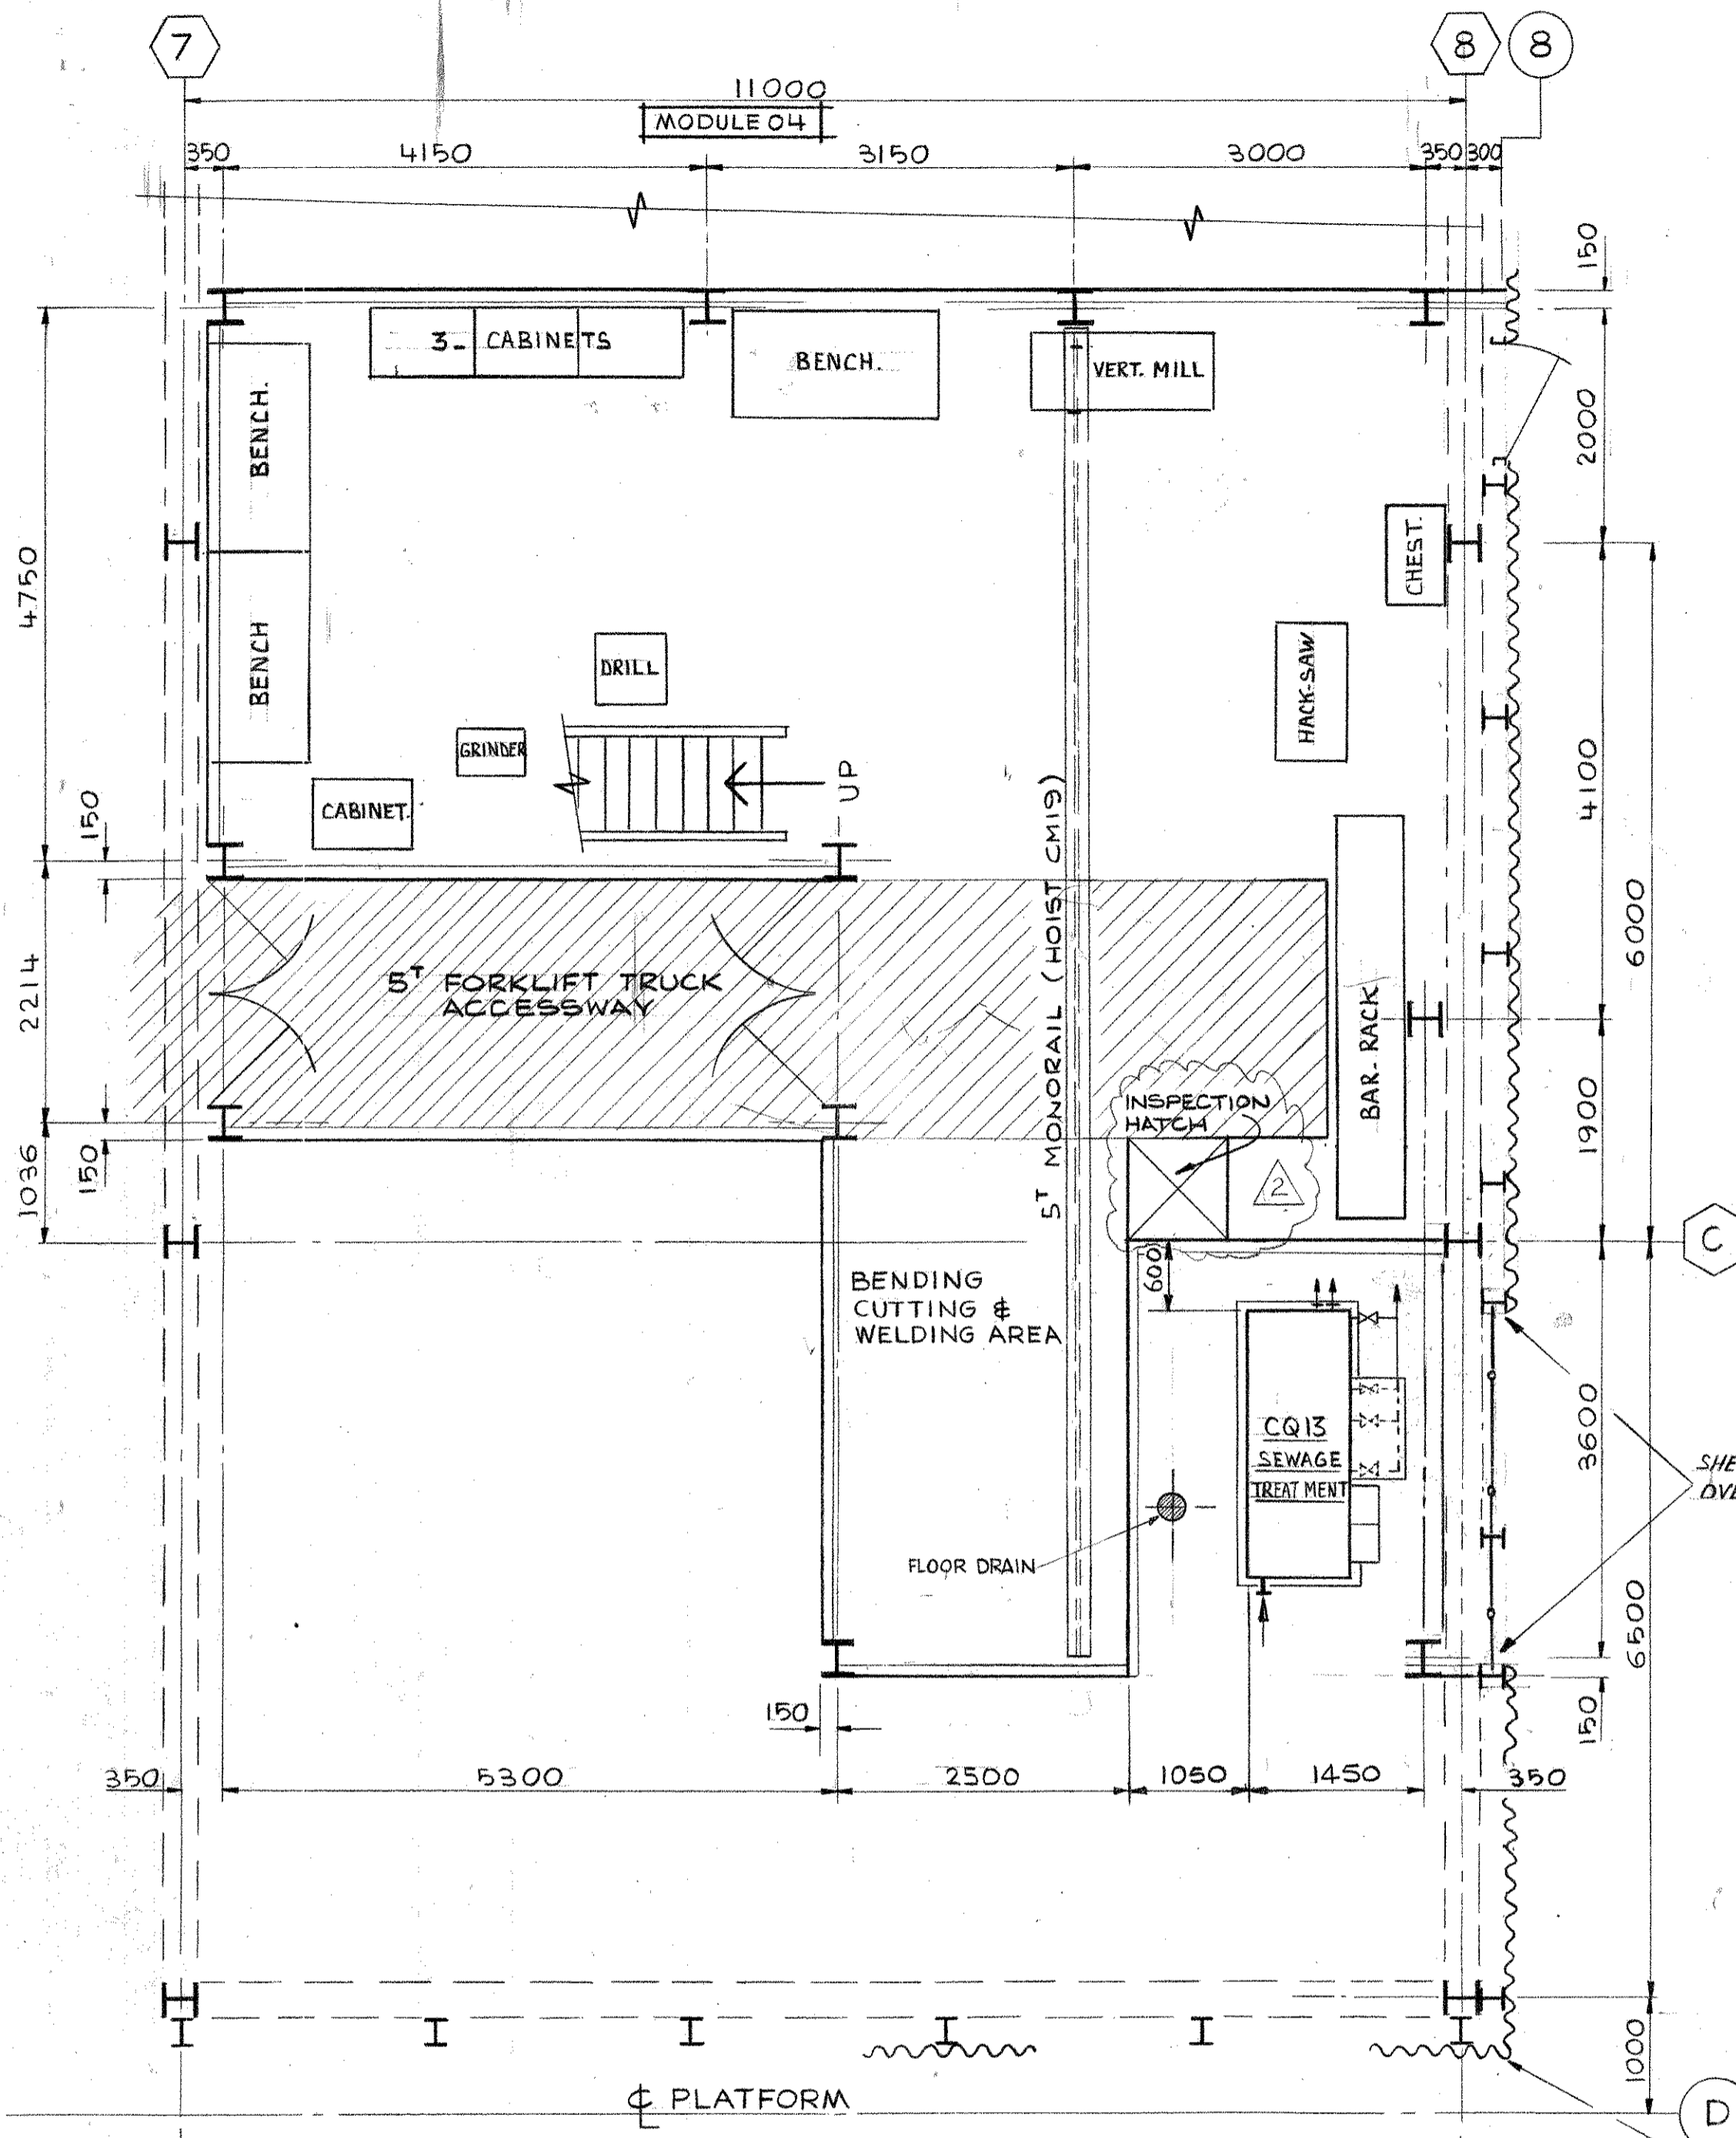 7
8
8
11000
MODULE 04
350
4150
3150
3000
350
300
150
3- CABINETS
BENCH.
VERT. MILL
BENCH.
2000
CHEST.
4750
BENCH
DRILL
HACK-SAW
GRINDER
UP
4100
CABINET.
150
6000
5T MONORAIL (HOIST CM19)
5T FORKLIFT TRUCK
ACCESSWAY
2214
BAR-RACK
INSPECTION
HATCH
1900
2
1036
150
C
600
BENDING
CUTTING &
WELDING AREA
CQ13
SEWAGE
TREATMENT
3600
SHE
OVE
FLOOR DRAIN
6500
150
150
350
5300
2500
1050
1450
350
1000
℄ PLATFORM
D